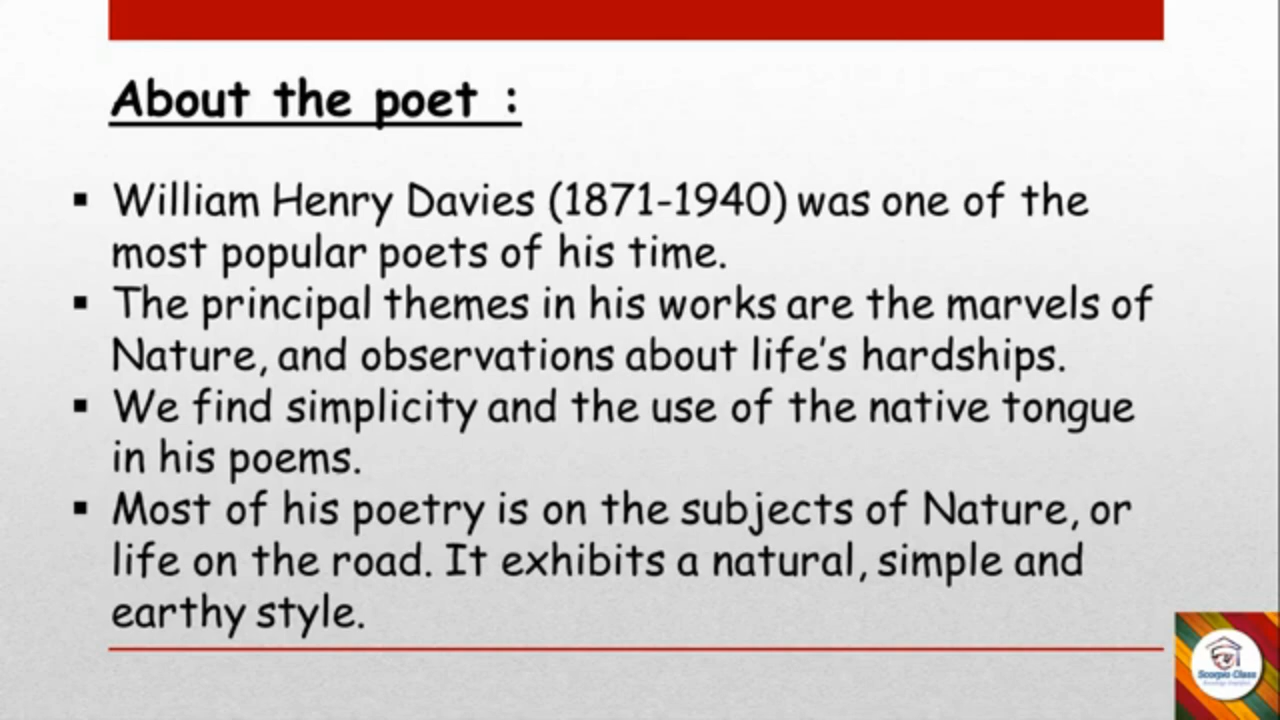 About the poet :
▪ William Henry Davies (1871-1940) was one of the
most popular poets of his time.
▪ The principal themes in his works are the marvels of
Nature, and observations about life's hardships.
▪ We find simplicity and the use of the native tongue
in his poems.
▪ Most of his poetry is on the subjects of Nature, or
life on the road. It exhibits a natural, simple and
earthy style.
Scorpio Class